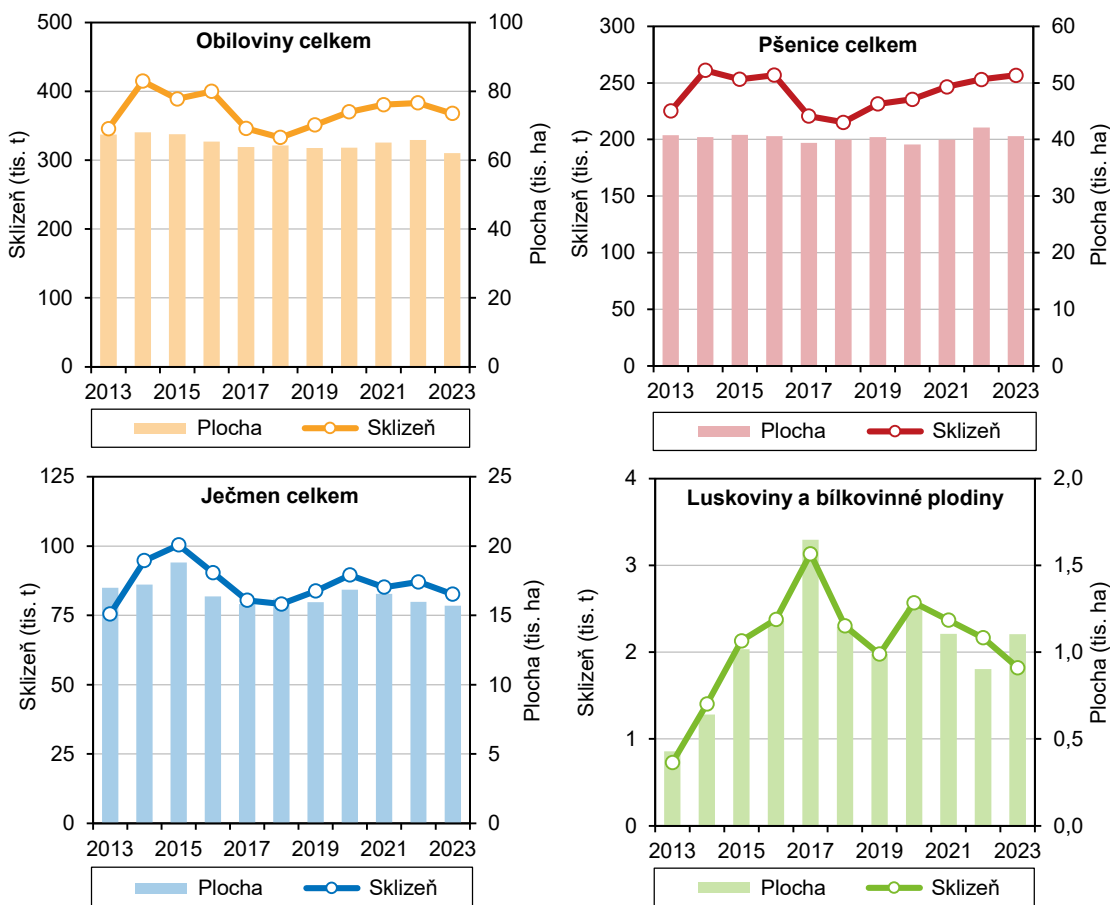 Obiloviny celkem
Sklizeň (tis. t)
500
400
300
200
100
0
Plocha (tis. ha)
100
80
60
40
20
0
2013 2015 2017 2019 2021 2023
Plocha Sklizeň
Pšenice celkem
Sklizeň (tis. t)
300
250
200
150
100
50
0
Plocha (tis. ha)
60
50
40
30
20
10
0
2013 2015 2017 2019 2021 2023
Plocha Sklizeň
Ječmen celkem
Sklizeň (tis. t)
125
100
75
50
25
0
Plocha (tis. ha)
25
20
15
10
5
0
2013 2015 2017 2019 2021 2023
Plocha Sklizeň
Luskoviny a bílkovinné plodiny
Sklizeň (tis. t)
4
3
2
1
0
Plocha (tis. ha)
2,0
1,5
1,0
0,5
0,0
2013 2015 2017 2019 2021 2023
Plocha Sklizeň